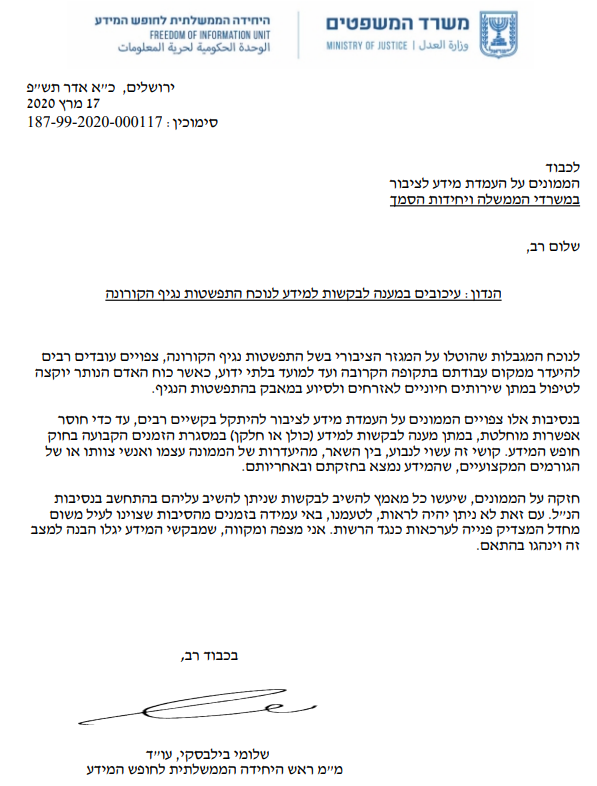 משרד המשפטים
MINISTRY OF JUSTICE | وزارة العدل
היחידה הממשלתית לחופש המידע
FREEDOM OF INFORMATION UNIT
الوحدة الحكومية لحرية المعلومات
ירושלים, כ"א אדר תש"פ
17 מרץ 2020
סימוכין : 187-99-2020-000117
לכבוד
הממונים על העמדת מידע לציבור
במשרדי הממשלה ויחידות הסמך
שלום רב,
הנדון : עיכובים במענה לבקשות למידע לנוכח התפשטות נגיף הקורונה
לנוכח המגבלות שהוטלו על המגזר הציבורי בשל התפשטות נגיף הקורונה, צפויים עובדים רבים
להיעדר ממקום עבודתם בתקופה הקרובה ועד למועד בלתי ידוע, כאשר כוח האדם הנותר יוקצה
לטיפול במתן שירותים חיוניים לאזרחים ולסיוע במאבק בהתפשטות הנגיף.
בנסיבות אלו צפויים הממונים על העמדת מידע לציבור להיתקל בקשיים רבים, עד כדי חוסר
אפשרות מוחלטת, במתן מענה לבקשות למידע (כולן או חלקן) במסגרת הזמנים הקבועה בחוק
חופש המידע. קושי זה עשוי לנבוע, בין השאר, מהיעדרות של הממונה עצמו ואנשי צוותו או של
הגורמים המקצועיים, שהמידע נמצא בחזקתם ובאחריותם.
חזקה על הממונים, שיעשו כל מאמץ להשיב לבקשות שניתן להשיב עליהם בהתחשב בנסיבות
הנ"ל. עם זאת לא ניתן יהיה לראות, לטעמנו, באי עמידה בזמנים מהסיבות שצוינו לעיל משום
מחדל המצדיק פנייה לערכאות כנגד הרשות. אני מצפה ומקווה, שמבקשי המידע יגלו הבנה למצב
זה וינהגו בהתאם.
בכבוד רב,
שלומי בילבסקי, עו"ד
מ"מ ראש היחידה הממשלתית לחופש המידע